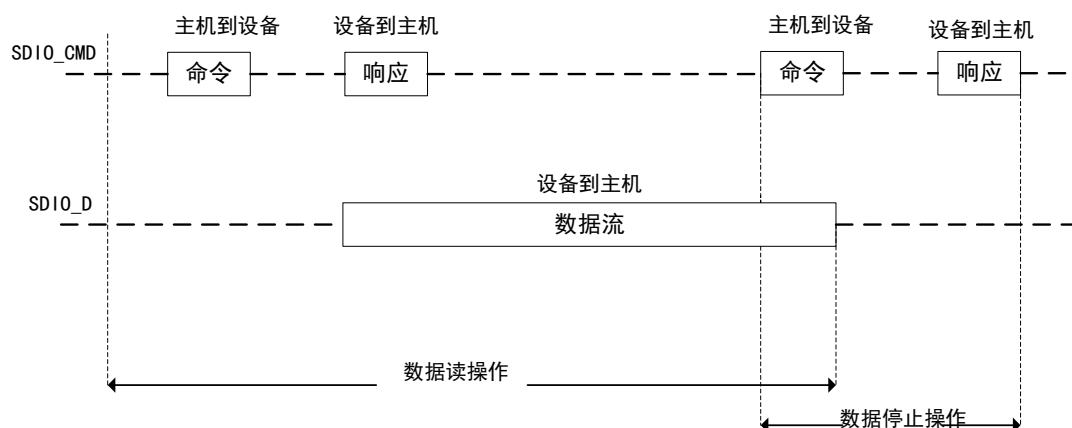 主机到设备
设备到主机
主机到设备
设备到主机
SDIO_CMD
命令
响应
命令
响应
设备到主机
SDIO_D
数据流
数据读操作
数据停止操作